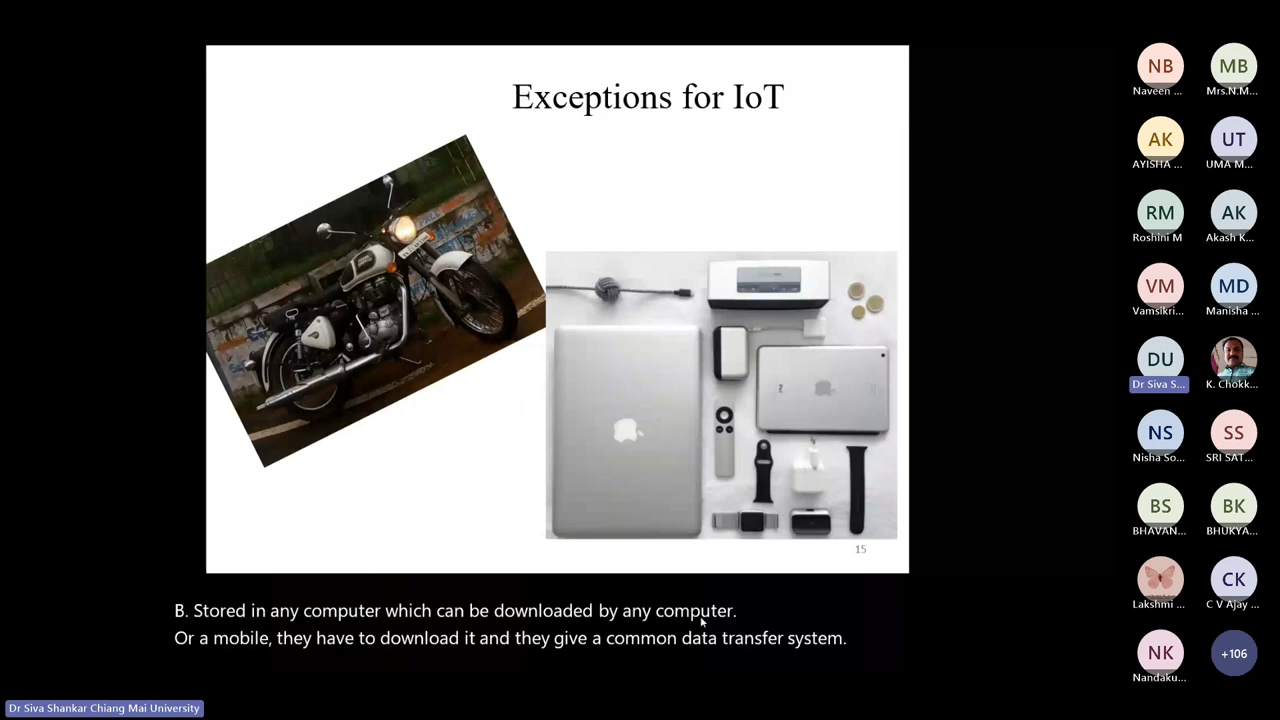 Exceptions for IoT
15
B. Stored in any computer which can be downloaded by any computer.
Or a mobile, they have to download it and they give a common data transfer system.
Dr Siva Shankar Chiang Mai University
NB
Naveen ...
MB
Mrs.N.M...
AK
AYISHA ...
UT
UMA M...
RM
Roshini M
AK
Akash K...
VM
Vamsikri...
MD
Manisha ...
DU
Dr Siva S...
K. Chokk...
NS
Nisha So...
SS
SRI SAT...
BS
BHAVAN...
BK
BHUKYA...
Lakshmi ...
CK
C V Ajay ...
NK
Nandaku...
+106